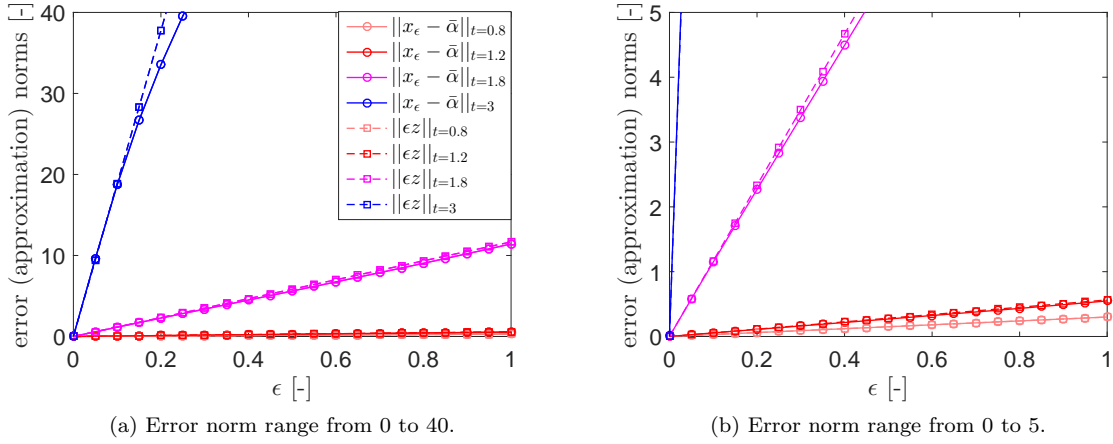 error (approximation) norms [-]
40
30
20
10
0
0
0.2
0.4
0.6
0.8
1
ϵ [-]
||x_ϵ − ᾱ||_{t=0.8}
||x_ϵ − ᾱ||_{t=1.2}
||x_ϵ − ᾱ||_{t=1.8}
||x_ϵ − ᾱ||_{t=3}
||ϵz||_{t=0.8}
||ϵz||_{t=1.2}
||ϵz||_{t=1.8}
||ϵz||_{t=3}
(a) Error norm range from 0 to 40.
error (approximation) norms [-]
5
4
3
2
1
0
0
0.2
0.4
0.6
0.8
1
ϵ [-]
(b) Error norm range from 0 to 5.